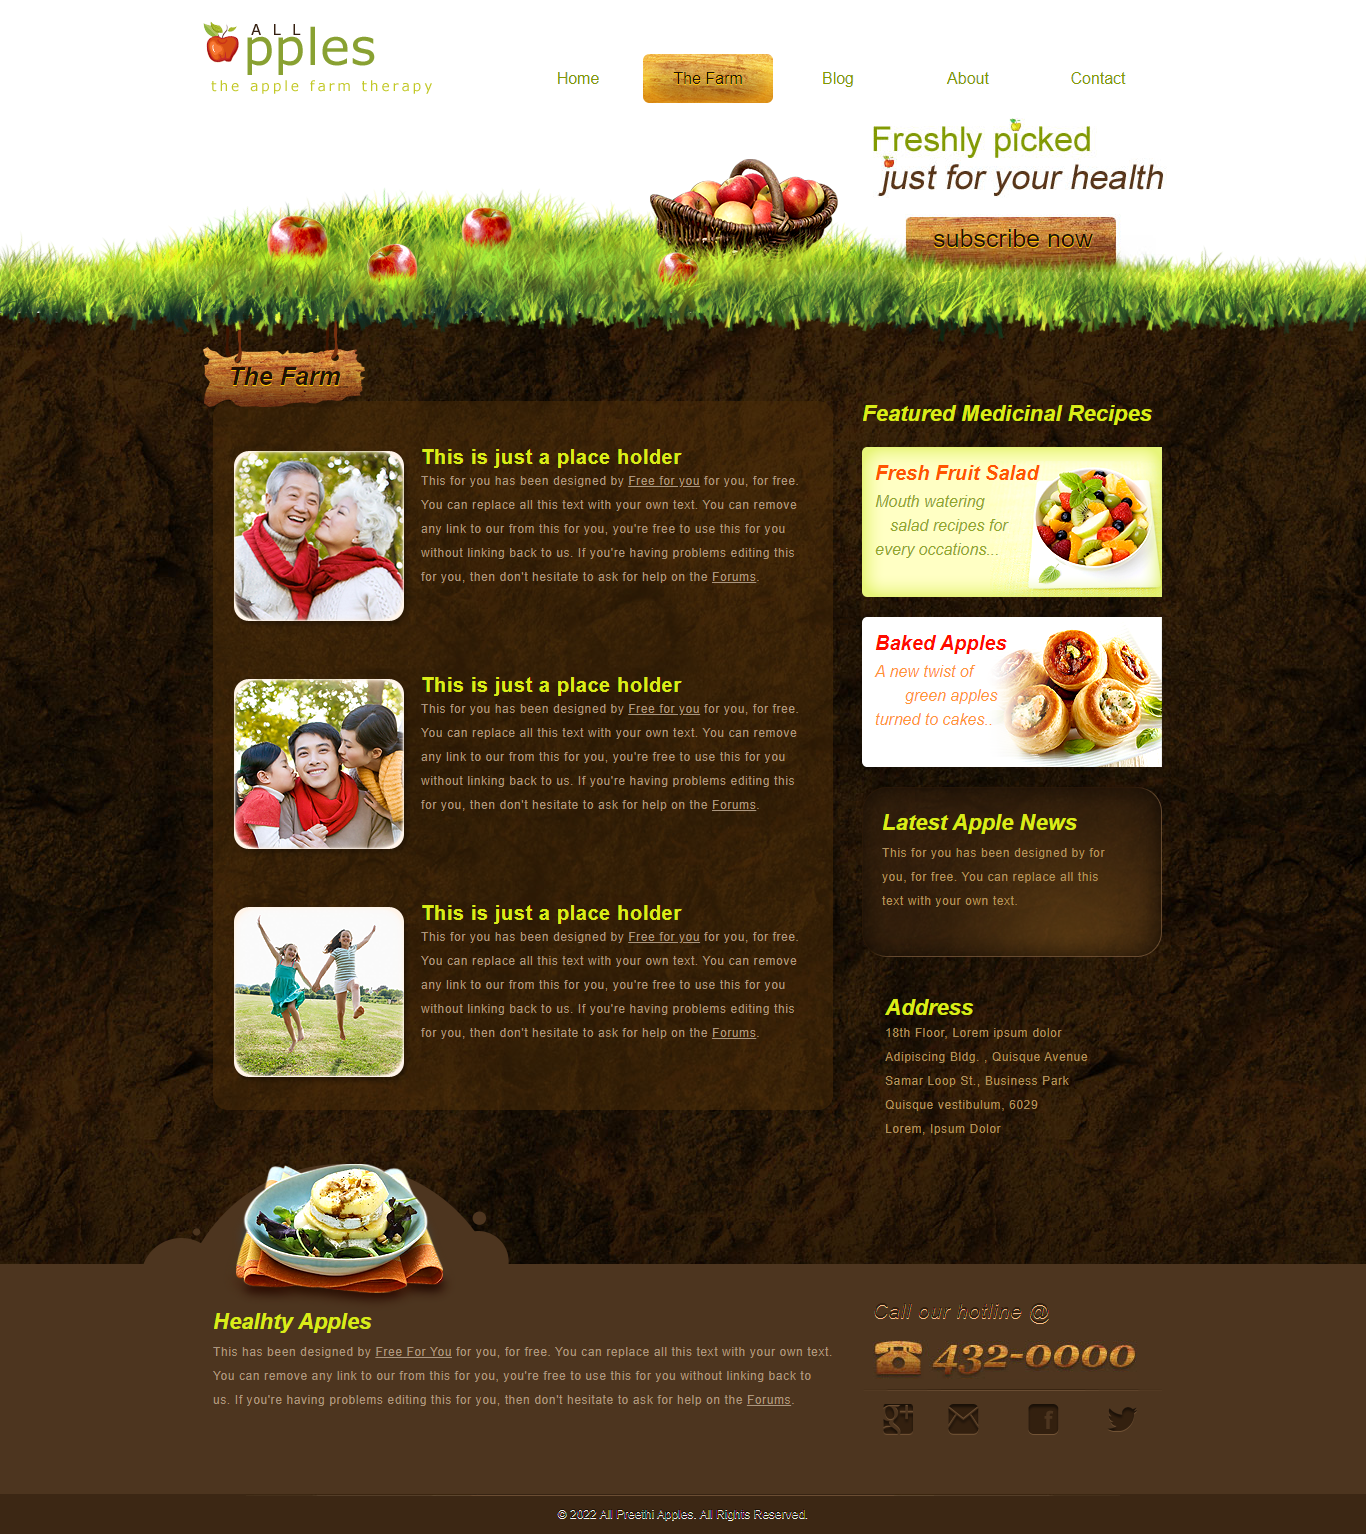 ALL
apples
the apple farm therapy
Home
The Farm
Blog
About
Contact
Freshly picked
just for your health
subscribe now
The Farm
This is just a place holder
This for you has been designed by Free for you for you, for free.
You can replace all this text with your own text. You can remove
any link to our from this for you, you're free to use this for you
without linking back to us. If you're having problems editing this
for you, then don't hesitate to ask for help on the Forums.
This is just a place holder
This for you has been designed by Free for you for you, for free.
You can replace all this text with your own text. You can remove
any link to our from this for you, you're free to use this for you
without linking back to us. If you're having problems editing this
for you, then don't hesitate to ask for help on the Forums.
This is just a place holder
This for you has been designed by Free for you for you, for free.
You can replace all this text with your own text. You can remove
any link to our from this for you, you're free to use this for you
without linking back to us. If you're having problems editing this
for you, then don't hesitate to ask for help on the Forums.
Featured Medicinal Recipes
Fresh Fruit Salad
Mouth watering
salad recipes for
every occations...
Baked Apples
A new twist of
green apples
turned to cakes..
Latest Apple News
This for you has been designed by for
you, for free. You can replace all this
text with your own text.
Address
18th Floor, Lorem ipsum dolor
Adipiscing Bldg. , Quisque Avenue
Samar Loop St., Business Park
Quisque vestibulum, 6029
Lorem, Ipsum Dolor
Healhty Apples
This has been designed by Free For You for you, for free. You can replace all this text with your own text.
You can remove any link to our from this for you, you're free to use this for you without linking back to
us. If you're having problems editing this for you, then don't hesitate to ask for help on the Forums.
Call our hotline @
432-0000
© 2022 All Preethi Apples. All Rights Reserved.